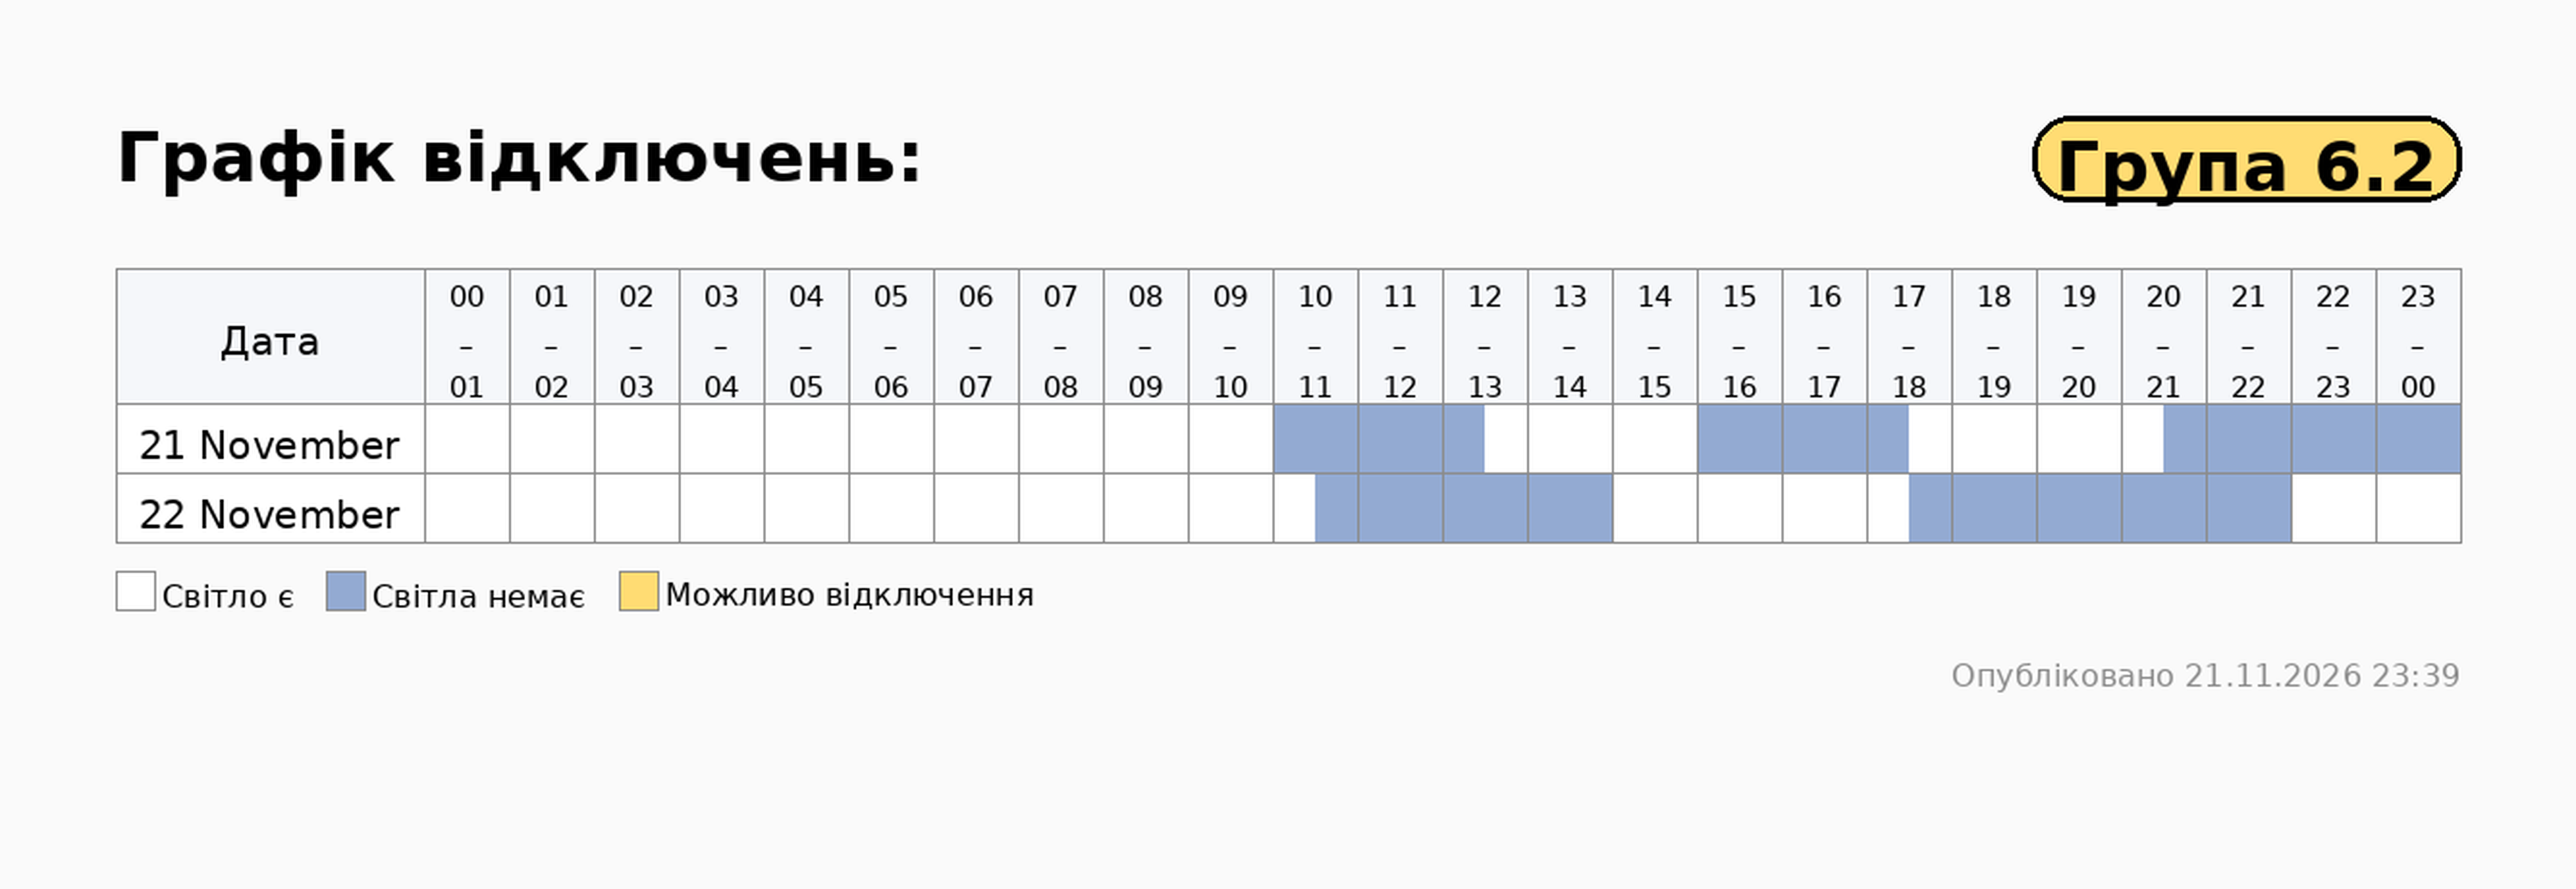 Графік відключень:
Група 6.2
Дата 00 – 01 01 – 02 02 – 03 03 – 04 04 – 05 05 – 06 06 – 07 07 – 08 08 – 09 09 – 10 10 – 11 11 – 12 12 – 13 13 – 14 14 – 15 15 – 16 16 – 17 17 – 18 18 – 19 19 – 20 20 – 21 21 – 22 22 – 23 23 – 00
21 November
22 November
Світло є Світла немає Можливо відключення
Опубліковано 21.11.2026 23:39